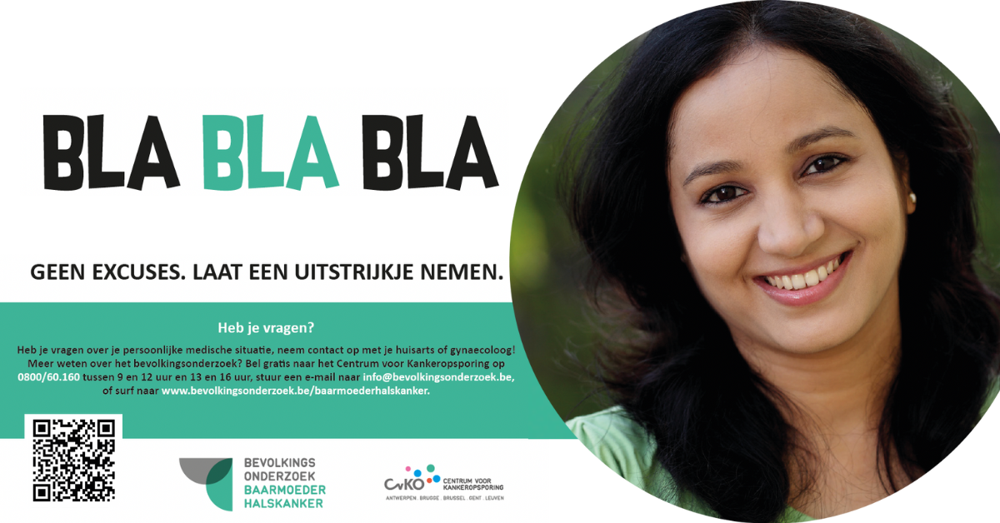 BLA BLA BLA
GEEN EXCUSES. LAAT EEN UITSTRIJKJE NEMEN.
Heb je vragen?
Heb je vragen over je persoonlijke medische situatie, neem contact op met je huisarts of gynaecoloog!
Meer weten over het bevolkingsonderzoek? Bel gratis naar het Centrum voor Kankeropsporing op
0800/60.160 tussen 9 en 12 uur en 13 en 16 uur, stuur een e-mail naar info@bevolkingsonderzoek.be,
of surf naar www.bevolkingsonderzoek.be/baarmoederhalskanker.
BEVOLKINGS
ONDERZOEK
BAARMOEDER
HALSKANKER
CvKO
CENTRUM VOOR
KANKEROPSPORING
ANTWERPEN . BRUGGE . BRUSSEL . GENT . LEUVEN